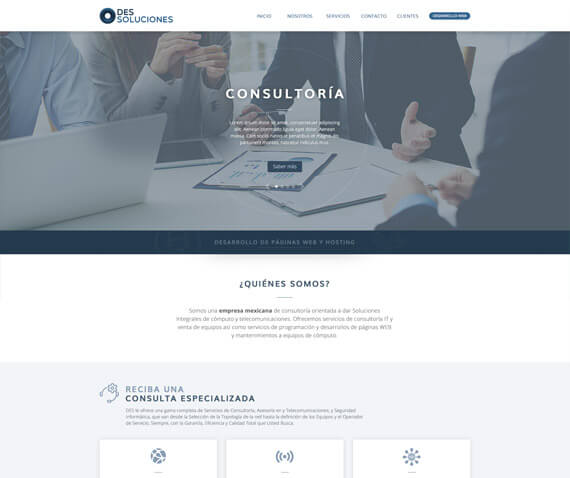 DES
SOLUCIONES
INICIO NOSOTROS SERVICIOS CONTACTO CLIENTES DESARROLLO WEB
CONSULTORÍA
Lorem ipsum dolor sit amet, consectetuer adipiscing
elit. Aenean commodo ligula eget dolor. Aenean
massa. Cum sociis natoque penatibus et magnis dis
parturient montes, nascetur ridiculus mus.
Saber más
DESARROLLO DE PÁGINAS WEB Y HOSTING
¿QUIÉNES SOMOS?
Somos una empresa mexicana de consultoría orientada a dar Soluciones
Integrales de cómputo y telecomunicaciones. Ofrecemos servicios de consultoría IT y
venta de equipos así como servicios de programación y desarrollos de páginas WEB
y mantenimientos a equipos de cómputo.
RECIBA UNA
CONSULTA ESPECIALIZADA
DES le ofrece una gama completa de Servicios de Consultoría, Asesoría en y Telecomunicaciones, y Seguridad
Informática, que van desde la Selección de la Topología de la red hasta la definición de los Equipos y el Operador
de Servicio, Siempre, con la Garantía, Eficiencia y Calidad Total que Usted Busca.